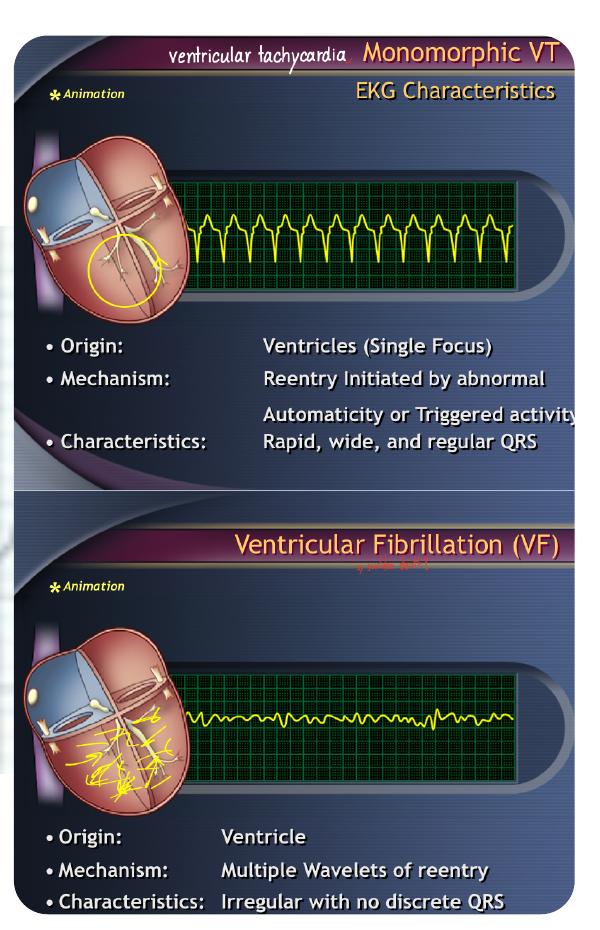 ventricular tachycardia Monomorphic VT
* Animation
EKG Characteristics
• Origin: Ventricles (Single Focus)
• Mechanism: Reentry Initiated by abnormal
Automaticity or Triggered activity
• Characteristics: Rapid, wide, and regular QRS
Ventricular Fibrillation (VF)
* Animation
• Origin: Ventricle
• Mechanism: Multiple Wavelets of reentry
• Characteristics: Irregular with no discrete QRS